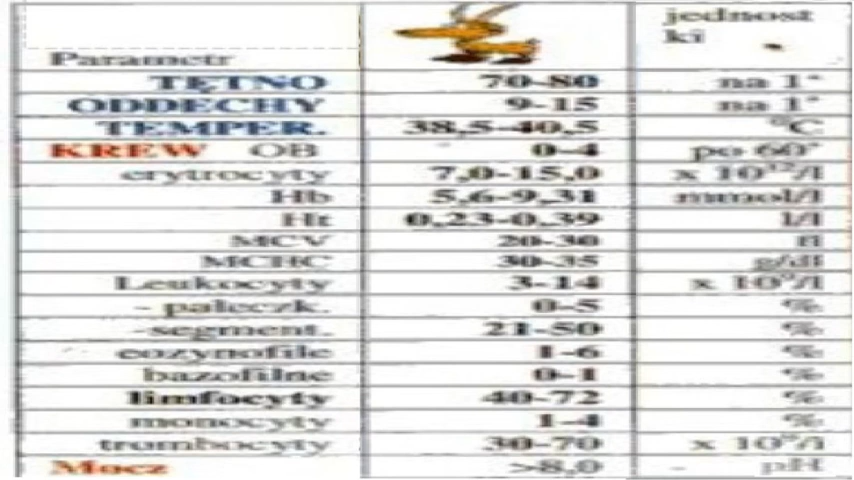 Parametr jednost
ki
TĘTNO 70-80 na 1'
ODDECHY 9-15 na 1'
TEMPER. 38,5-40,5 °C
KREW OB 0-4 po 60'
erytrocyty 7,0-15,0 x 10¹²/l
Hb 5,6-9,31 mmol/l
Ht 0,23-0,39 l/l
MCV 20-30 fl
MCHC 30-35 g/dl
Leukocyty 3-14 x 10⁹/l
- pałeczk. 0-5 %
-segment. 21-50 %
eozynofile 1-6 %
bazofilne 0-1 %
limfocyty 40-72 %
monocyty 1-4 %
trombocyty 30-70 x 10⁹/l
Mocz >8,0 - pH